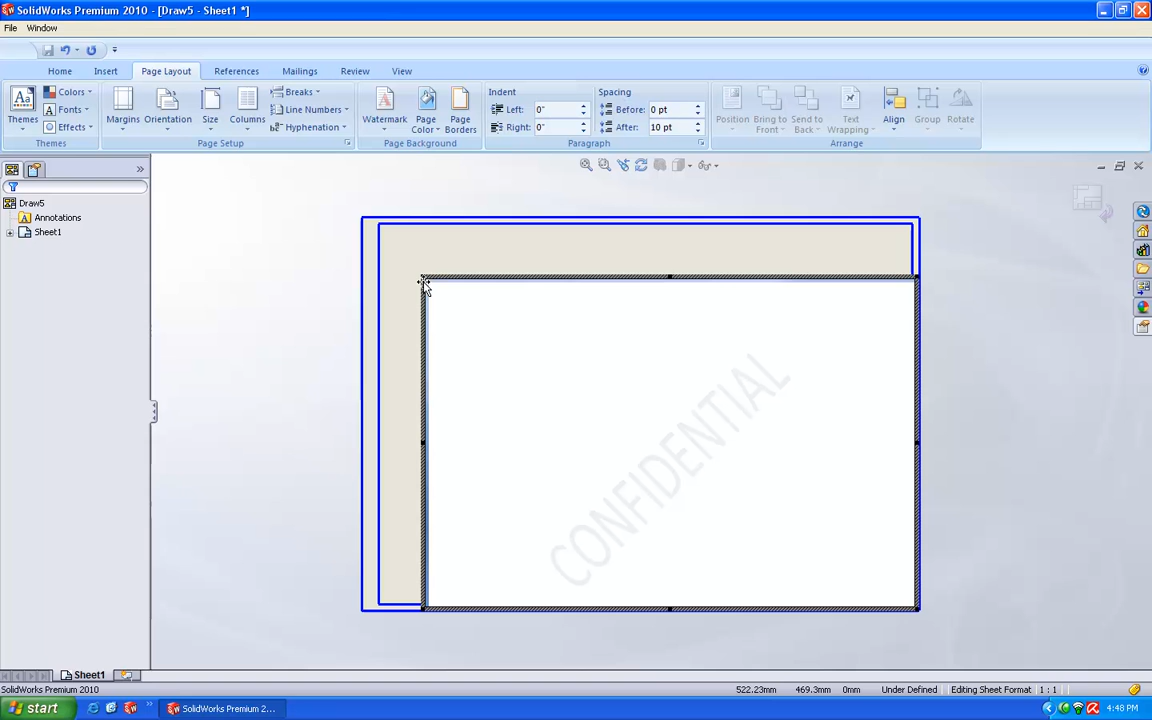 SolidWorks Premium 2010 - [Draw5 - Sheet1 *]
File Window
Home Insert Page Layout References Mailings Review View
Themes Colors Fonts Effects Margins Orientation Size Columns Breaks Line Numbers Hyphenation Watermark Page Color Page Borders Indent Left: 0" Right: 0" Spacing Before: 0 pt After: 10 pt Position Bring to Front Send to Back Text Wrapping Align Group Rotate
Themes Page Setup Page Background Paragraph Arrange
Draw5
A Annotations
Sheet1
CONFIDENTIAL
Sheet1
SolidWorks Premium 2010 522.23mm 469.3mm 0mm Under Defined Editing Sheet Format 1 : 1
start SolidWorks Premium 2... 4:48 PM